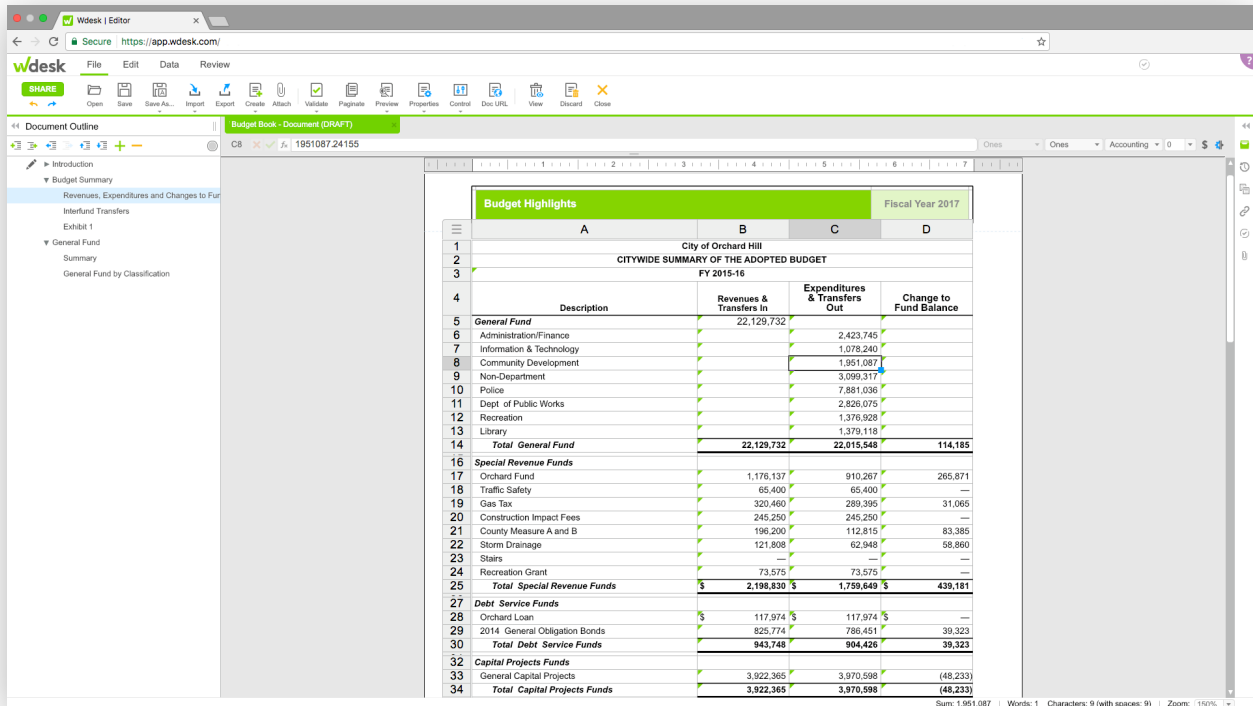 Wdesk | Editor
Secure https://app.wdesk.com/
wdesk File Edit Data Review
SHARE Open Save Save As... Import Export Create Attach Validate Paginate Preview Properties Control Doc URL View Discard Close
Document Outline
Budget Book - Document (DRAFT)
C8 fx 1951087.24155 Ones Ones Accounting 0 $
Introduction
Budget Summary
Revenues, Expenditures and Changes to Fur
Interfund Transfers
Exhibit 1
General Fund
Summary
General Fund by Classification
1 2 3 4 5 6 7
Budget Highlights Fiscal Year 2017
A B C D
1 City of Orchard Hill
2 CITYWIDE SUMMARY OF THE ADOPTED BUDGET
3 FY 2015-16
4 Description Revenues & Transfers In Expenditures & Transfers Out Change to Fund Balance
5 General Fund 22,129,732
6 Administration/Finance 2,423,745
7 Information & Technology 1,078,240
8 Community Development 1,951,087
9 Non-Department 3,099,317
10 Police 7,881,036
11 Dept of Public Works 2,826,075
12 Recreation 1,376,928
13 Library 1,379,118
14 Total General Fund 22,129,732 22,015,548 114,185
16 Special Revenue Funds
17 Orchard Fund 1,176,137 910,267 265,871
18 Traffic Safety 65,400 65,400 —
19 Gas Tax 320,460 289,395 31,065
20 Construction Impact Fees 245,250 245,250 —
21 County Measure A and B 196,200 112,815 83,385
22 Storm Drainage 121,808 62,948 58,860
23 Stairs — — —
24 Recreation Grant 73,575 73,575 —
25 Total Special Revenue Funds $ 2,198,830 $ 1,759,649 $ 439,181
27 Debt Service Funds
28 Orchard Loan $ 117,974 $ 117,974 $ —
29 2014 General Obligation Bonds 825,774 786,451 39,323
30 Total Debt Service Funds 943,748 904,426 39,323
32 Capital Projects Funds
33 General Capital Projects 3,922,365 3,970,598 (48,233)
34 Total Capital Projects Funds 3,922,365 3,970,598 (48,233)
Sum: 1,951,087 | Words: 1 Characters: 9 (with spaces: 9) | Zoom: 150%